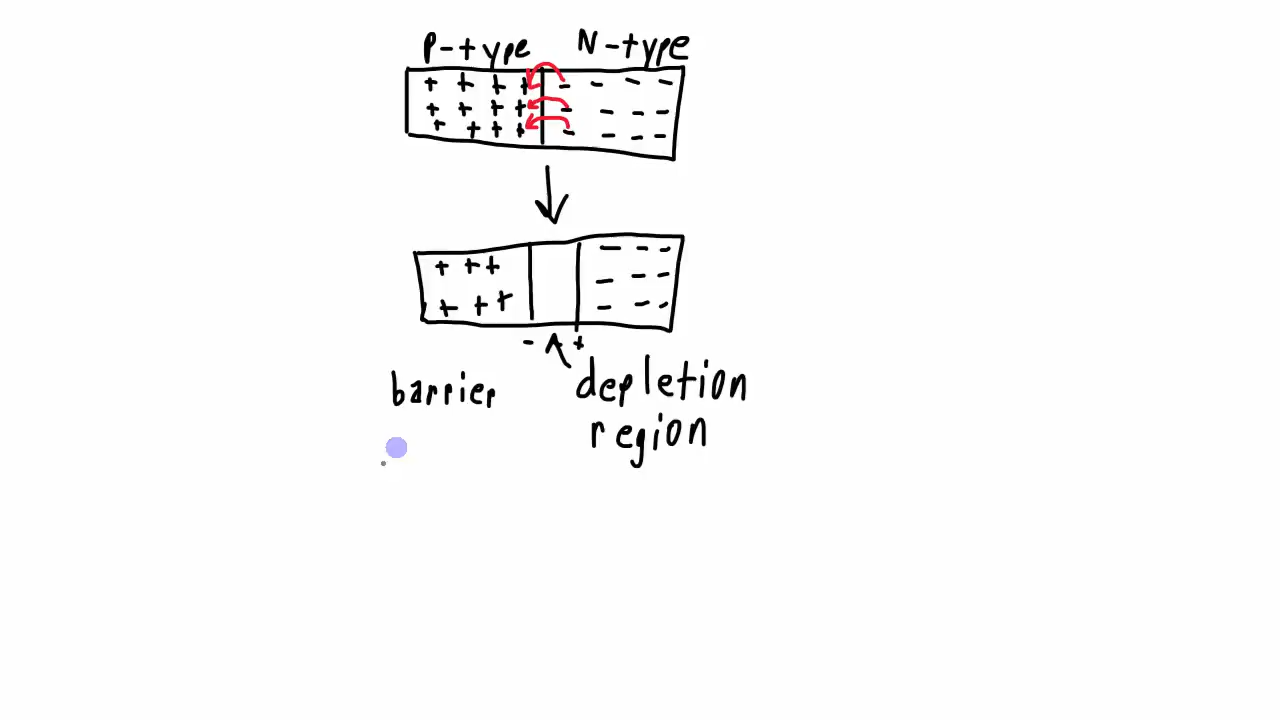 P-type N-type
+ + + + - - - -
+ + + + - - - -
+ + + + - - - -
+ + + - - -
- - -
+ + + - - -
- +
barrier
depletion
region